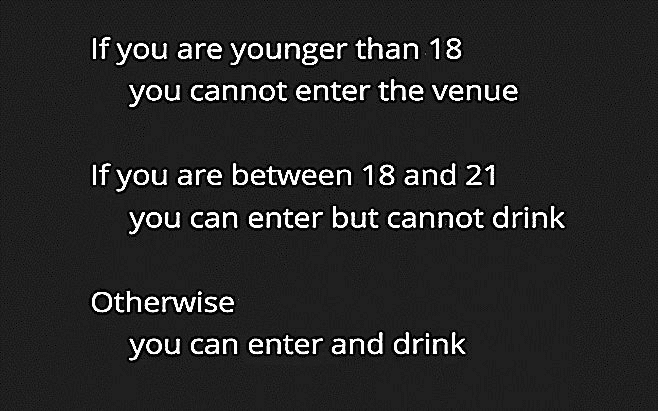 If you are younger than 18
you cannot enter the venue
If you are between 18 and 21
you can enter but cannot drink
Otherwise
you can enter and drink